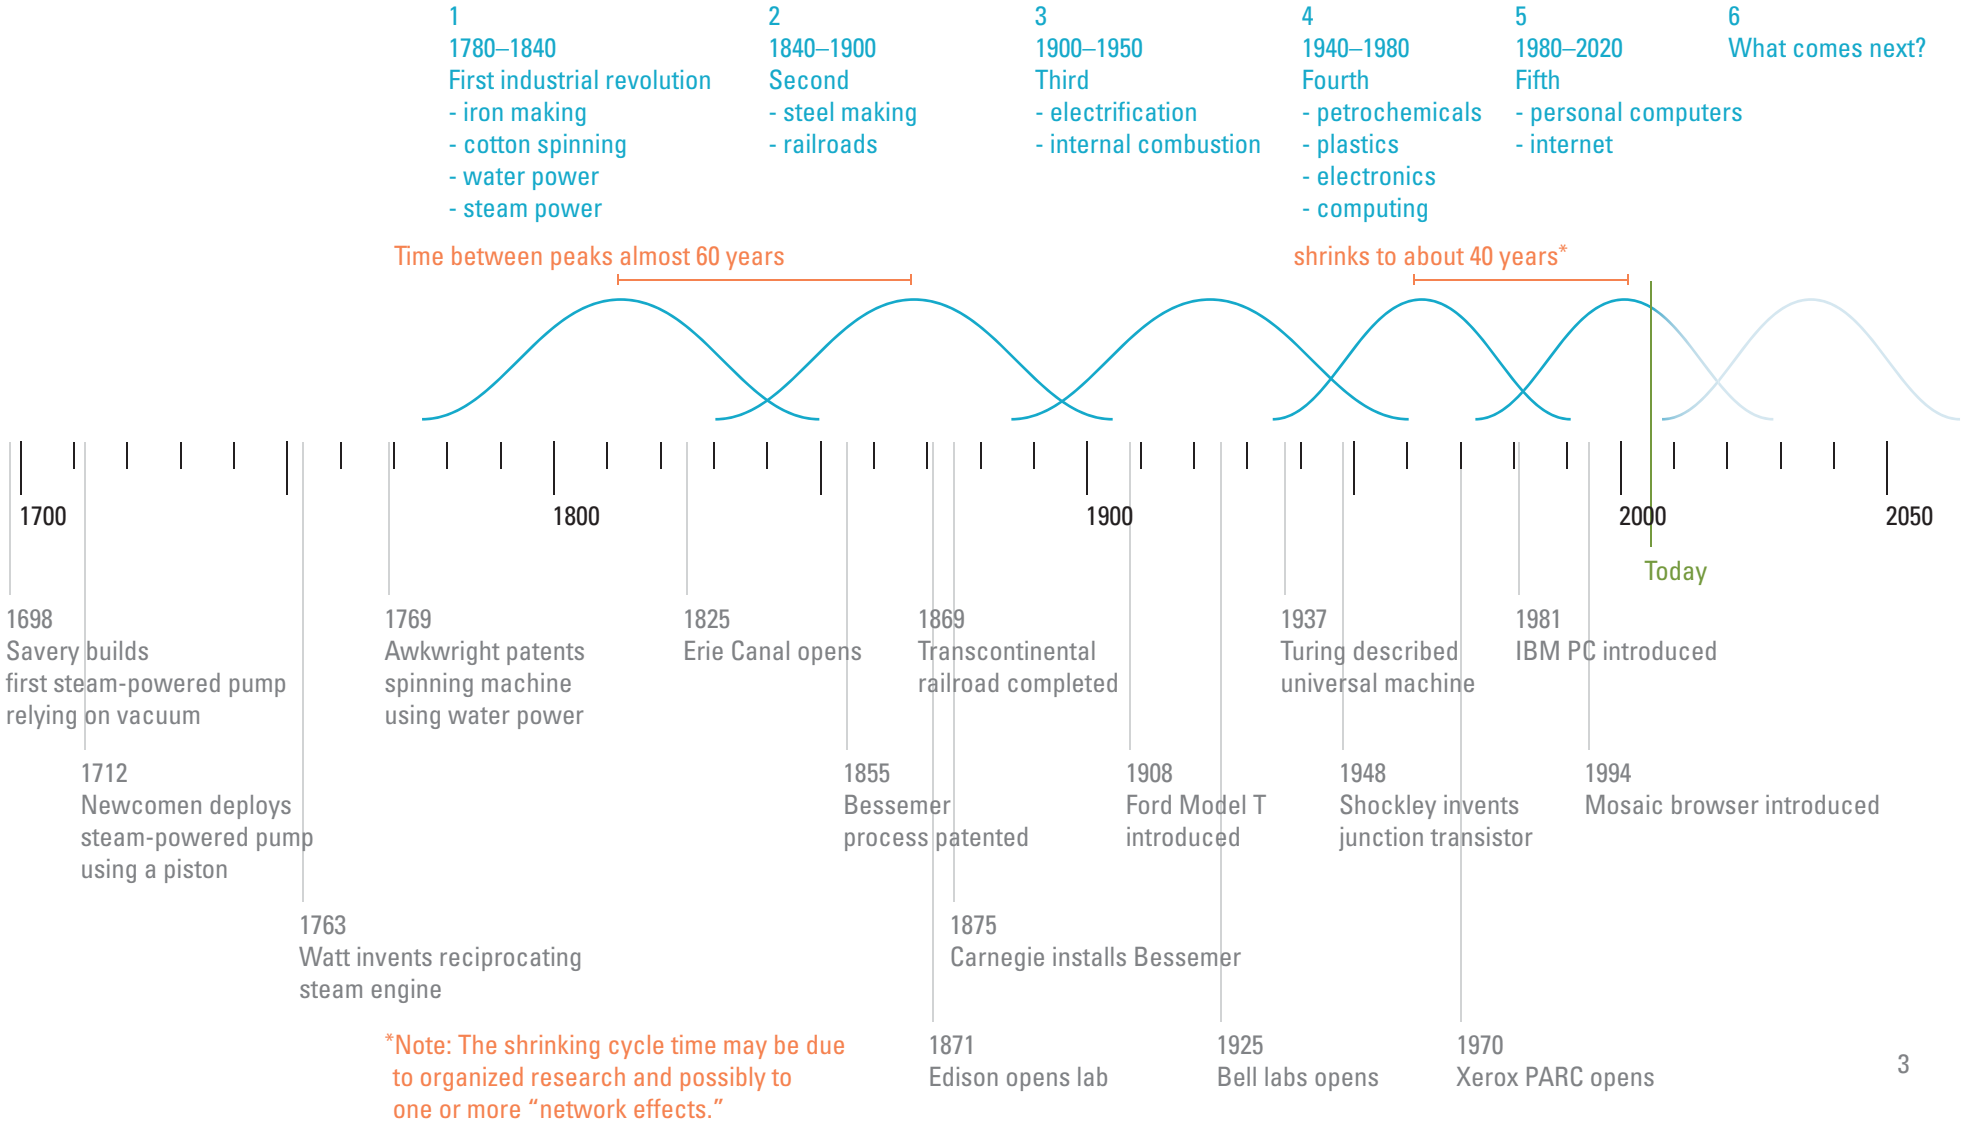 1
1780–1840
First industrial revolution
- iron making
- cotton spinning
- water power
- steam power
2
1840–1900
Second
- steel making
- railroads
3
1900–1950
Third
- electrification
- internal combustion
4
1940–1980
Fourth
- petrochemicals
- plastics
- electronics
- computing
5
1980–2020
Fifth
- personal computers
- internet
6
What comes next?
Time between peaks almost 60 years
shrinks to about 40 years*
1700
1800
1900
2000
2050
Today
1698
Savery builds
first steam-powered pump
relying on vacuum
1712
Newcomen deploys
steam-powered pump
using a piston
1763
Watt invents reciprocating
steam engine
1769
Awkwright patents
spinning machine
using water power
1825
Erie Canal opens
1855
Bessemer
process patented
1869
Transcontinental
railroad completed
1871
Edison opens lab
1875
Carnegie installs Bessemer
1908
Ford Model T
introduced
1925
Bell labs opens
1937
Turing described
universal machine
1948
Shockley invents
junction transistor
1970
Xerox PARC opens
1981
IBM PC introduced
1994
Mosaic browser introduced
*Note: The shrinking cycle time may be due
to organized research and possibly to
one or more “network effects.”
3